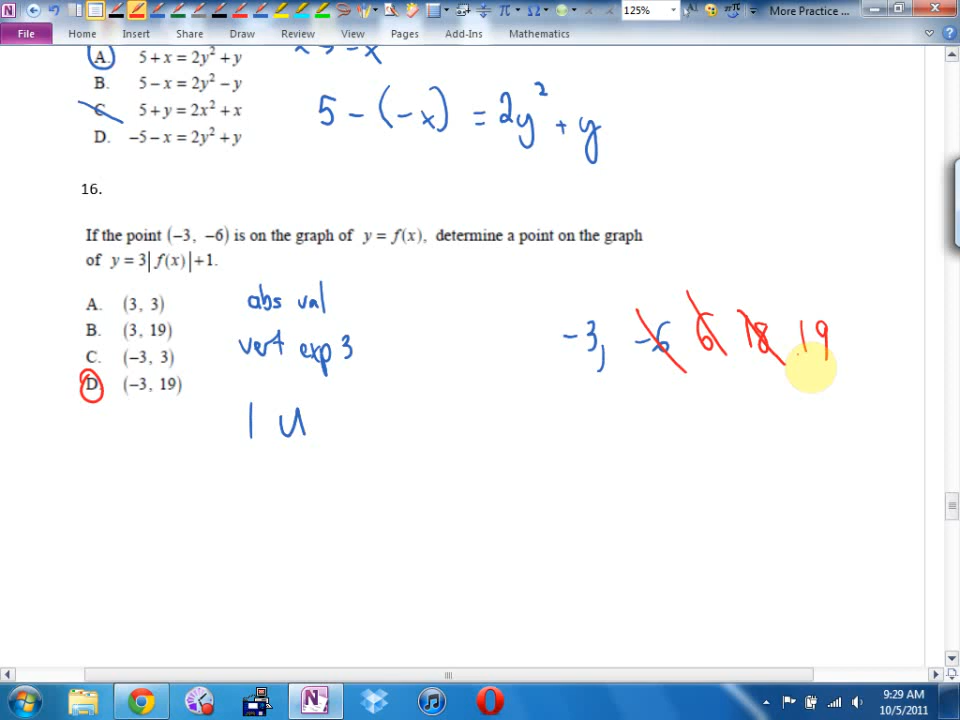 125%
More Practice ...
File Home Insert Share Draw Review Pages Add-Ins View Mathematics
A. 5 + x = 2y² + y
B. 5 − x = 2y² − y
C. 5 + y = 2x² + x
D. −5 − x = 2y² + y
5 − (−x) = 2y² + y
16.
If the point (−3, −6) is on the graph of y = f(x), determine a point on the graph
of y = 3|f(x)|+1.
A. (3, 3)
B. (3, 19)
C. (−3, 3)
D. (−3, 19)
abs val
vert exp 3
1 U
−3, −6 6 18 19
9:29 AM
10/5/2011